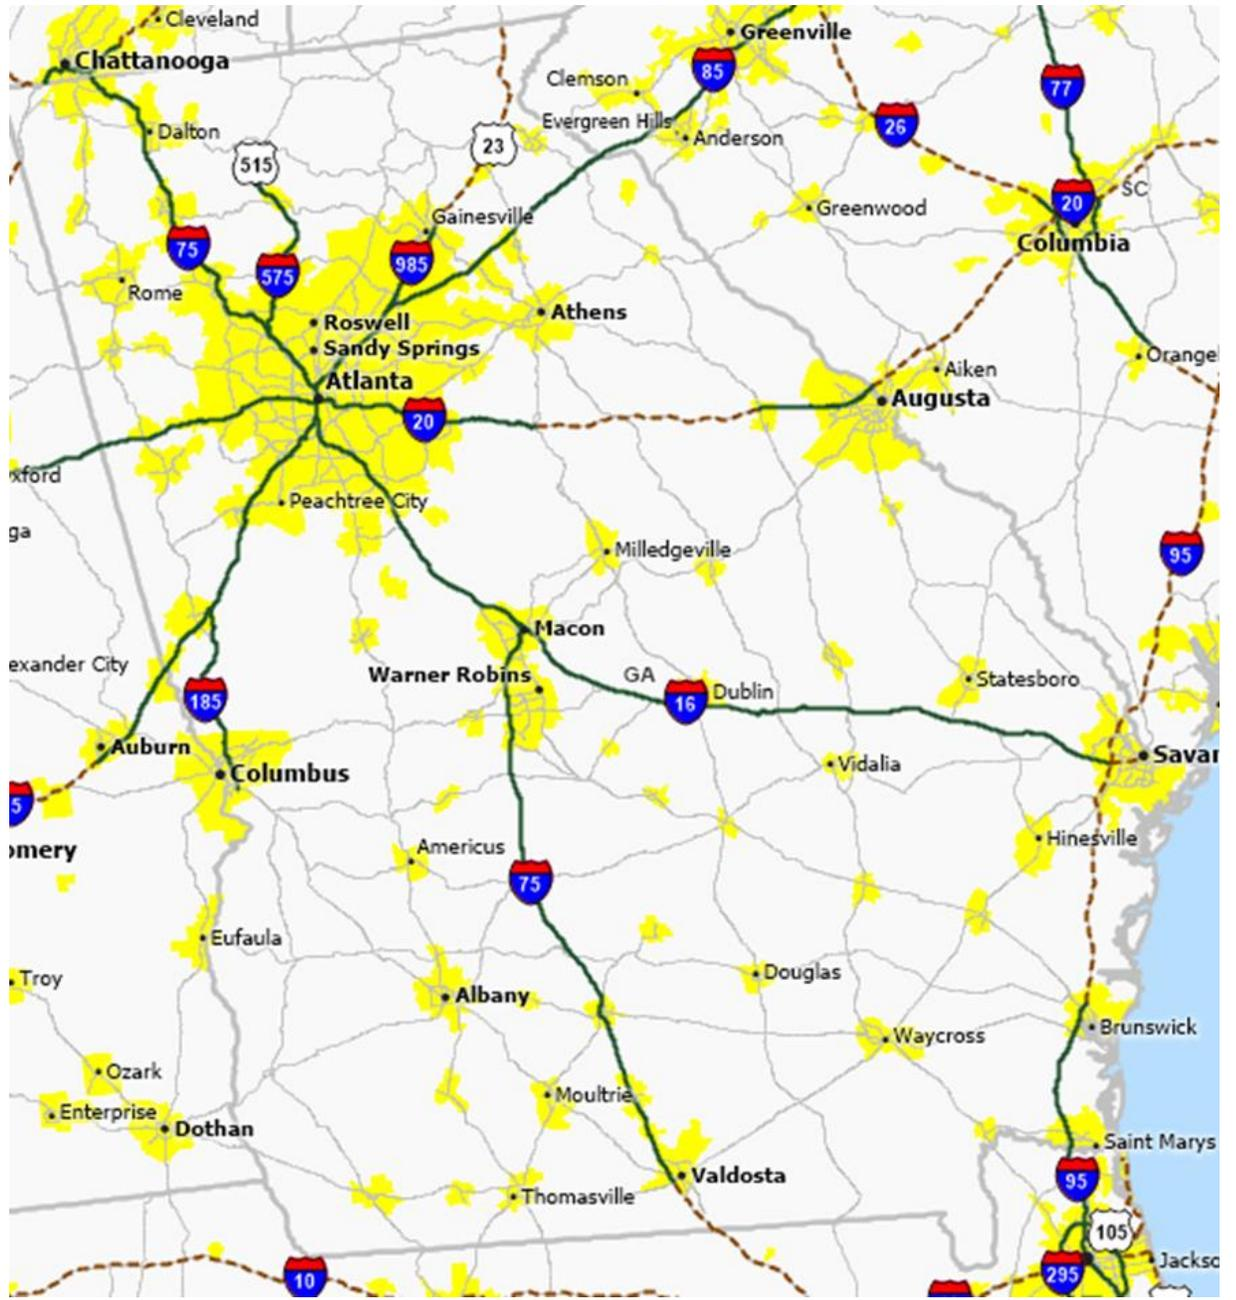 Cleveland
Greenville
Chattanooga
85
77
Clemson
Evergreen Hills
Anderson
26
Dalton
23
515
SC
20
Greenwood
Gainesville
75
Columbia
985
575
Rome
Athens
Roswell
Sandy Springs
Orangel
Aiken
Atlanta
Augusta
20
xford
Peachtree City
ga
Milledgeville
95
Macon
exander City
Warner Robins
GA
Statesboro
185
16
Dublin
Auburn
Savar
Columbus
Vidalia
5
Hinesville
omery
Americus
75
Eufaula
Douglas
Troy
Albany
Brunswick
Waycross
Ozark
Moultrie
Enterprise
Dothan
Saint Marys
Valdosta
95
Thomasville
105
Jackso
10
295